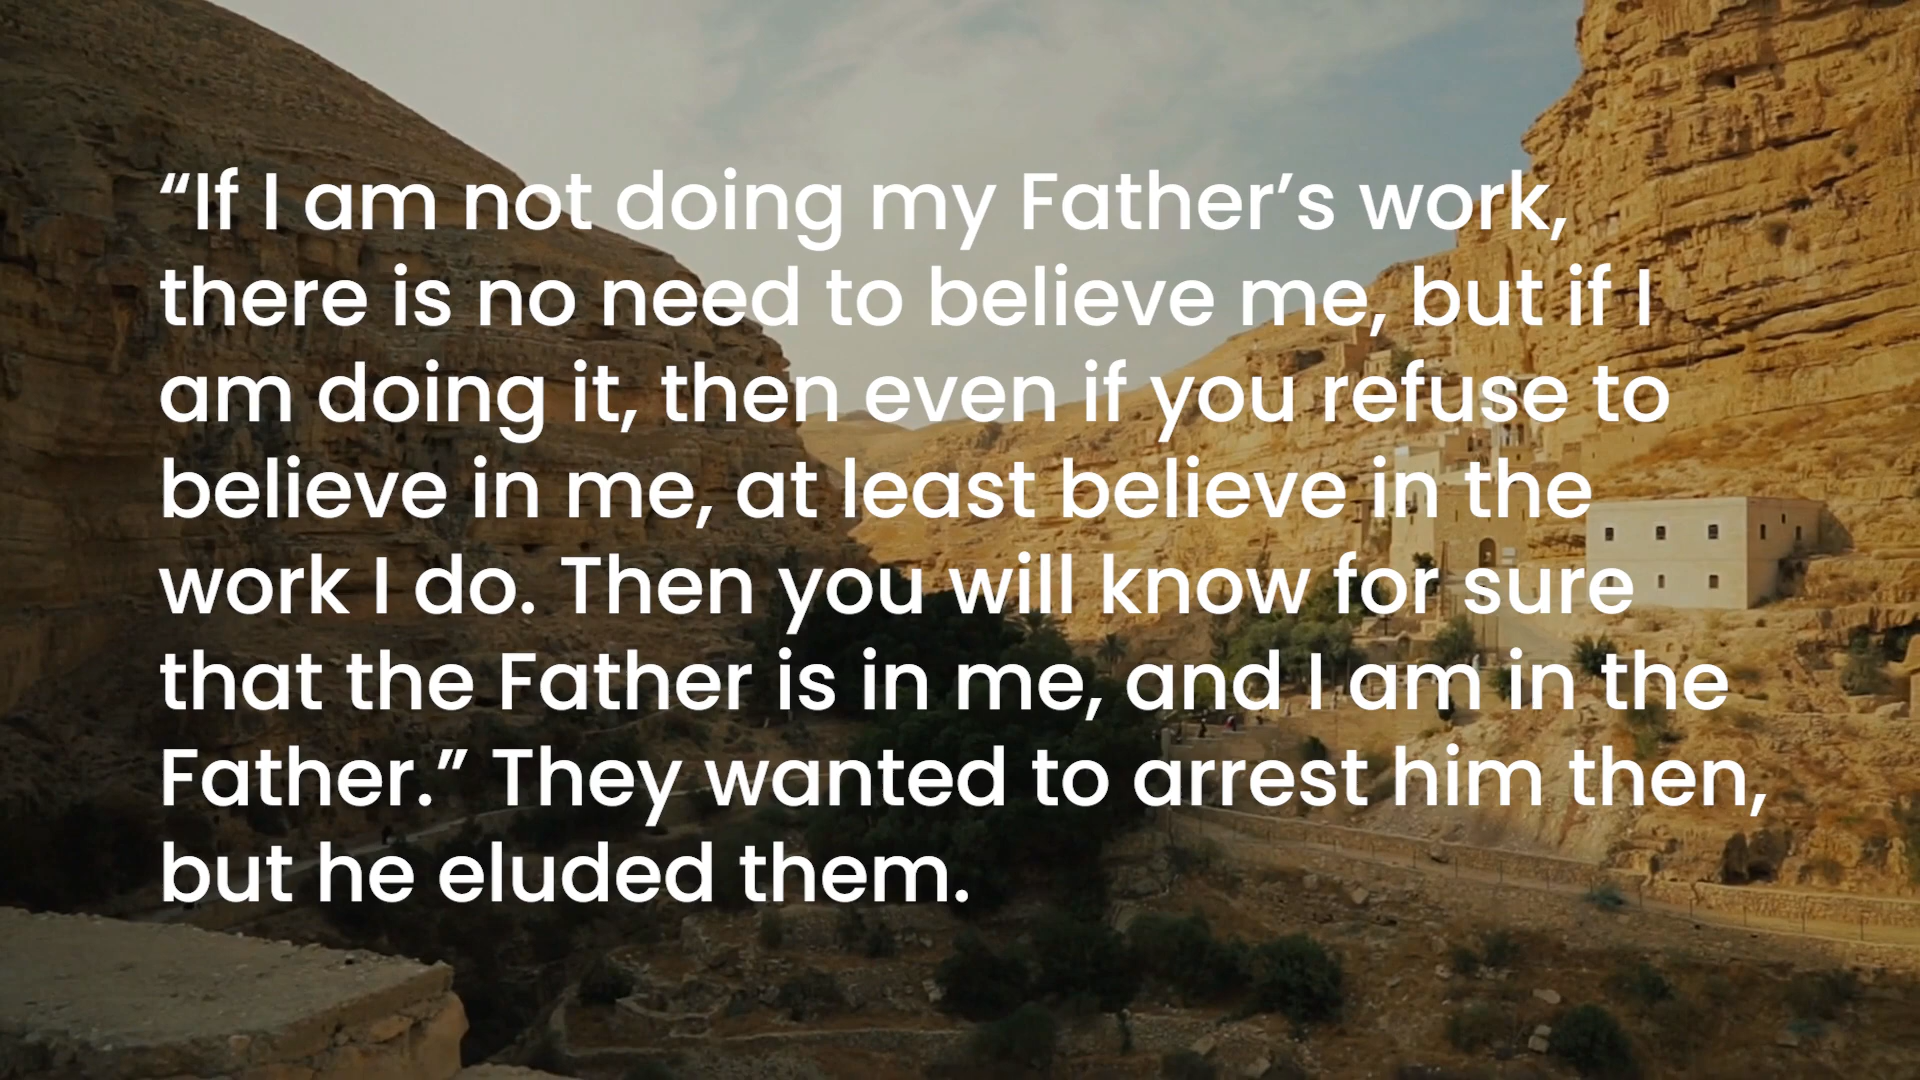 “If I am not doing my Father’s work,
there is no need to believe me, but if I
am doing it, then even if you refuse to
believe in me, at least believe in the
work I do. Then you will know for sure
that the Father is in me, and I am in the
Father.” They wanted to arrest him then,
but he eluded them.